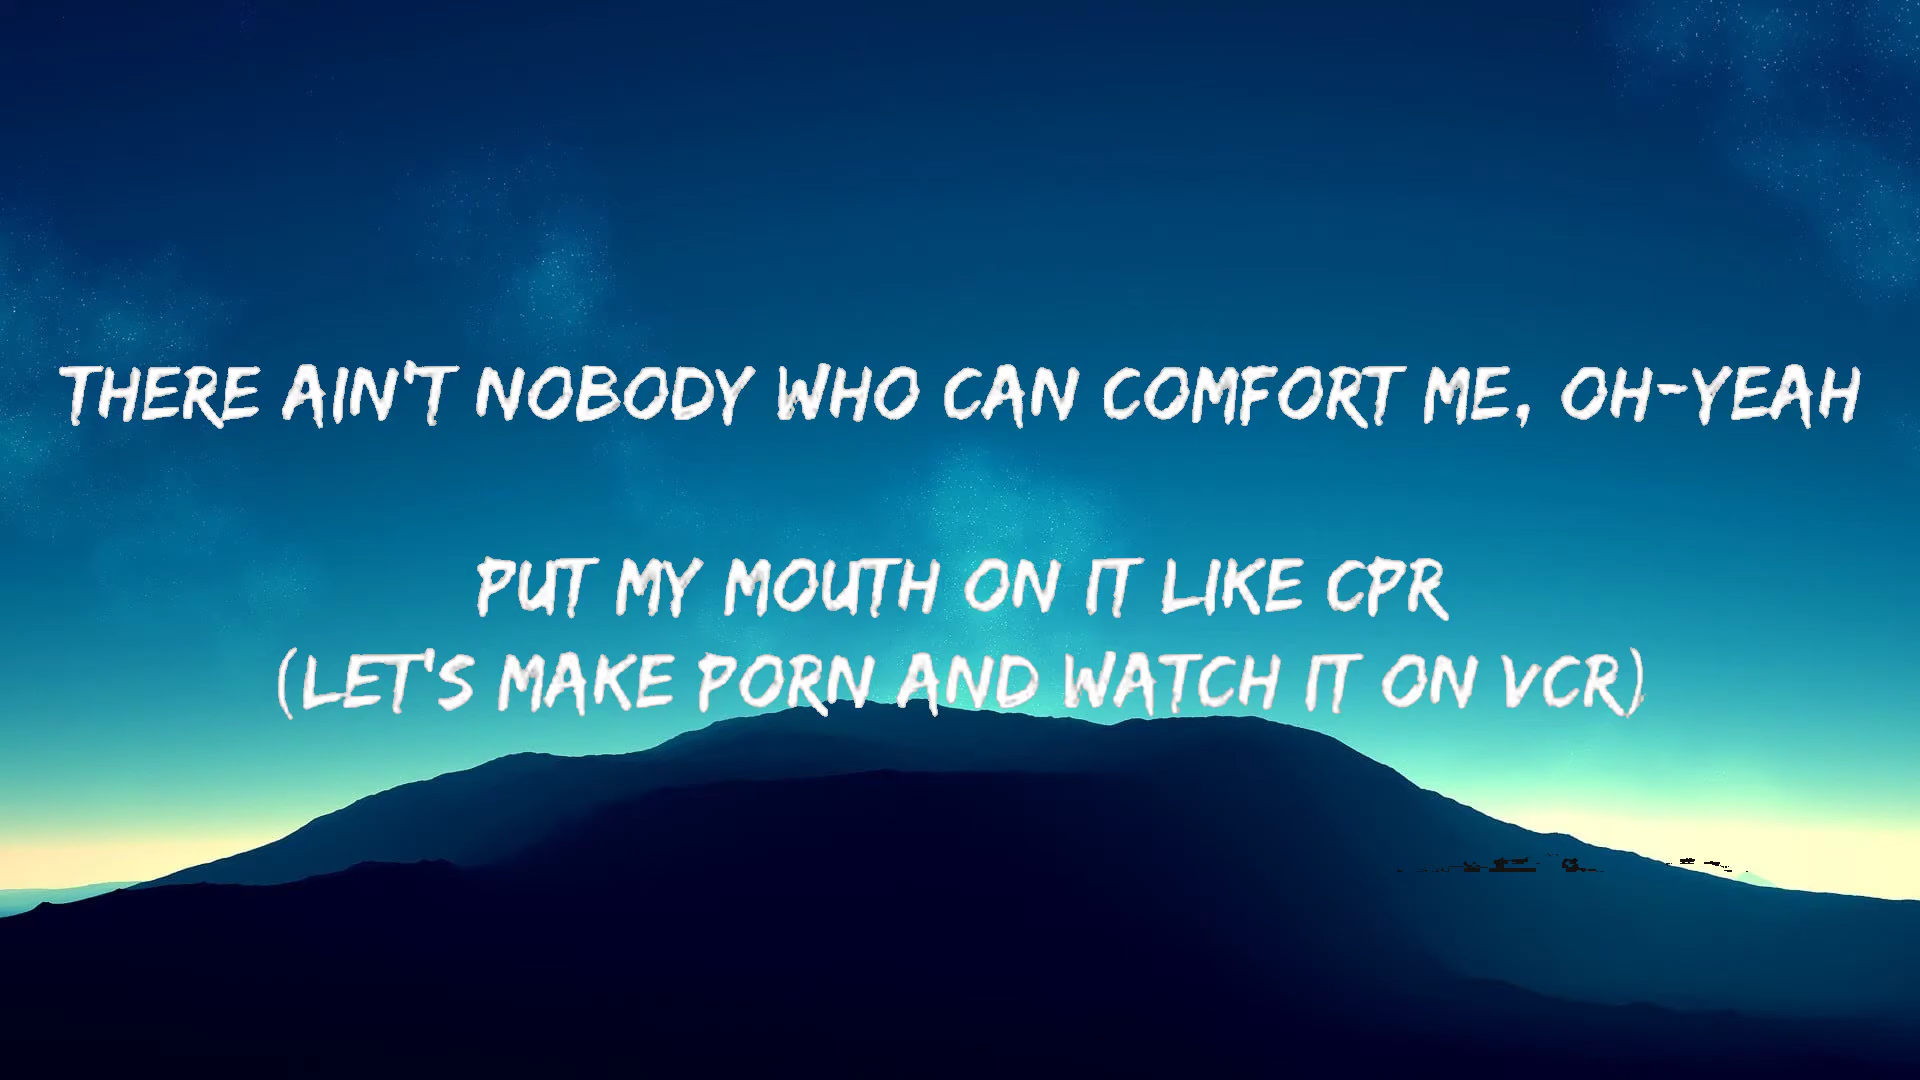 THERE AIN'T NOBODY WHO CAN COMFORT ME, OH-YEAH
PUT MY MOUTH ON IT LIKE CPR
(LET'S MAKE PORN AND WATCH IT ON VCR)